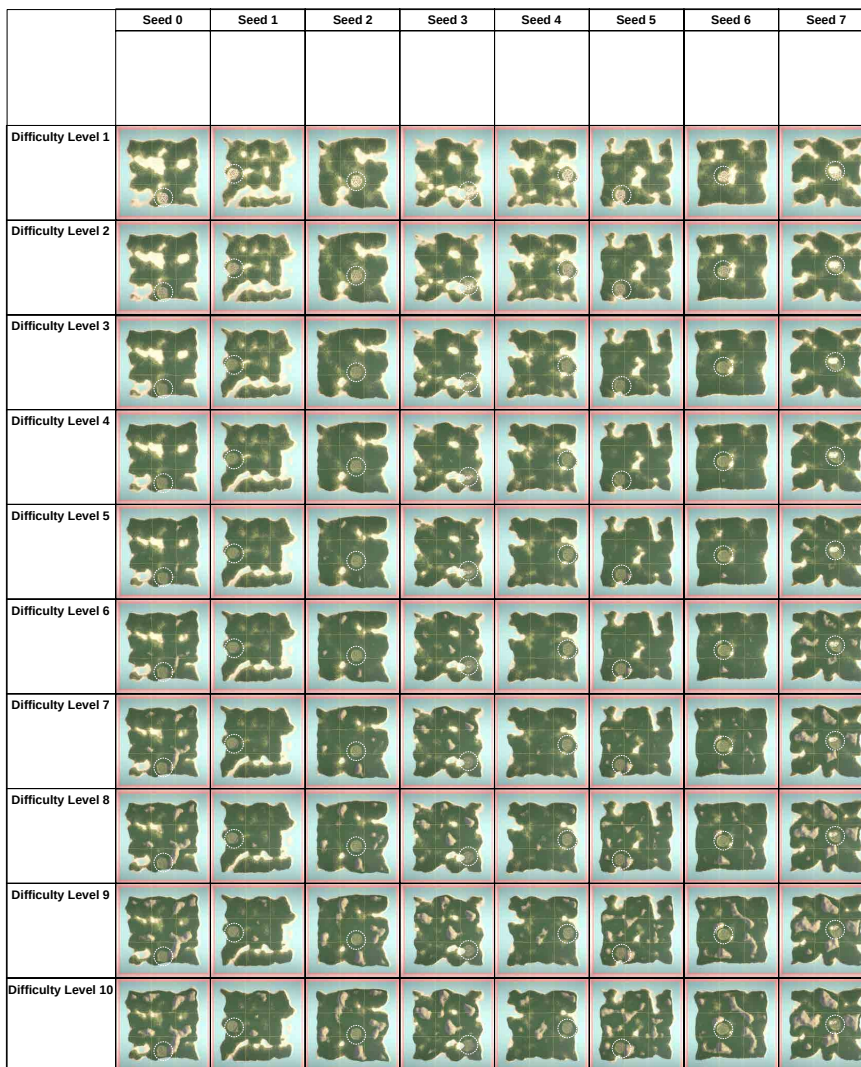 Seed 0 Seed 1 Seed 2 Seed 3 Seed 4 Seed 5 Seed 6 Seed 7
Difficulty Level 1
Difficulty Level 2
Difficulty Level 3
Difficulty Level 4
Difficulty Level 5
Difficulty Level 6
Difficulty Level 7
Difficulty Level 8
Difficulty Level 9
Difficulty Level 10